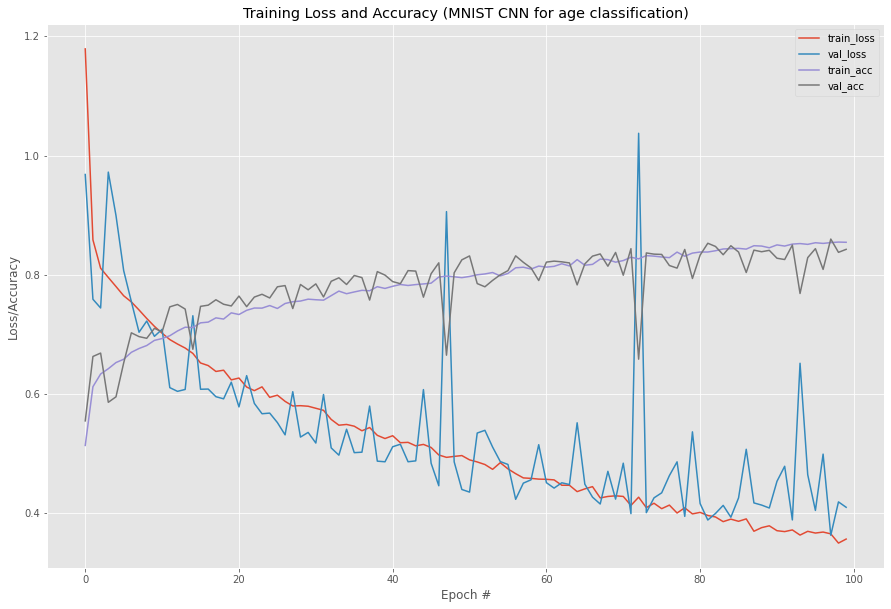 Training Loss and Accuracy (MNIST CNN for age classification)
train_loss
val_loss
train_acc
val_acc
Loss/Accuracy
1.2
1.0
0.8
0.6
0.4
0
20
40
60
80
100
Epoch #